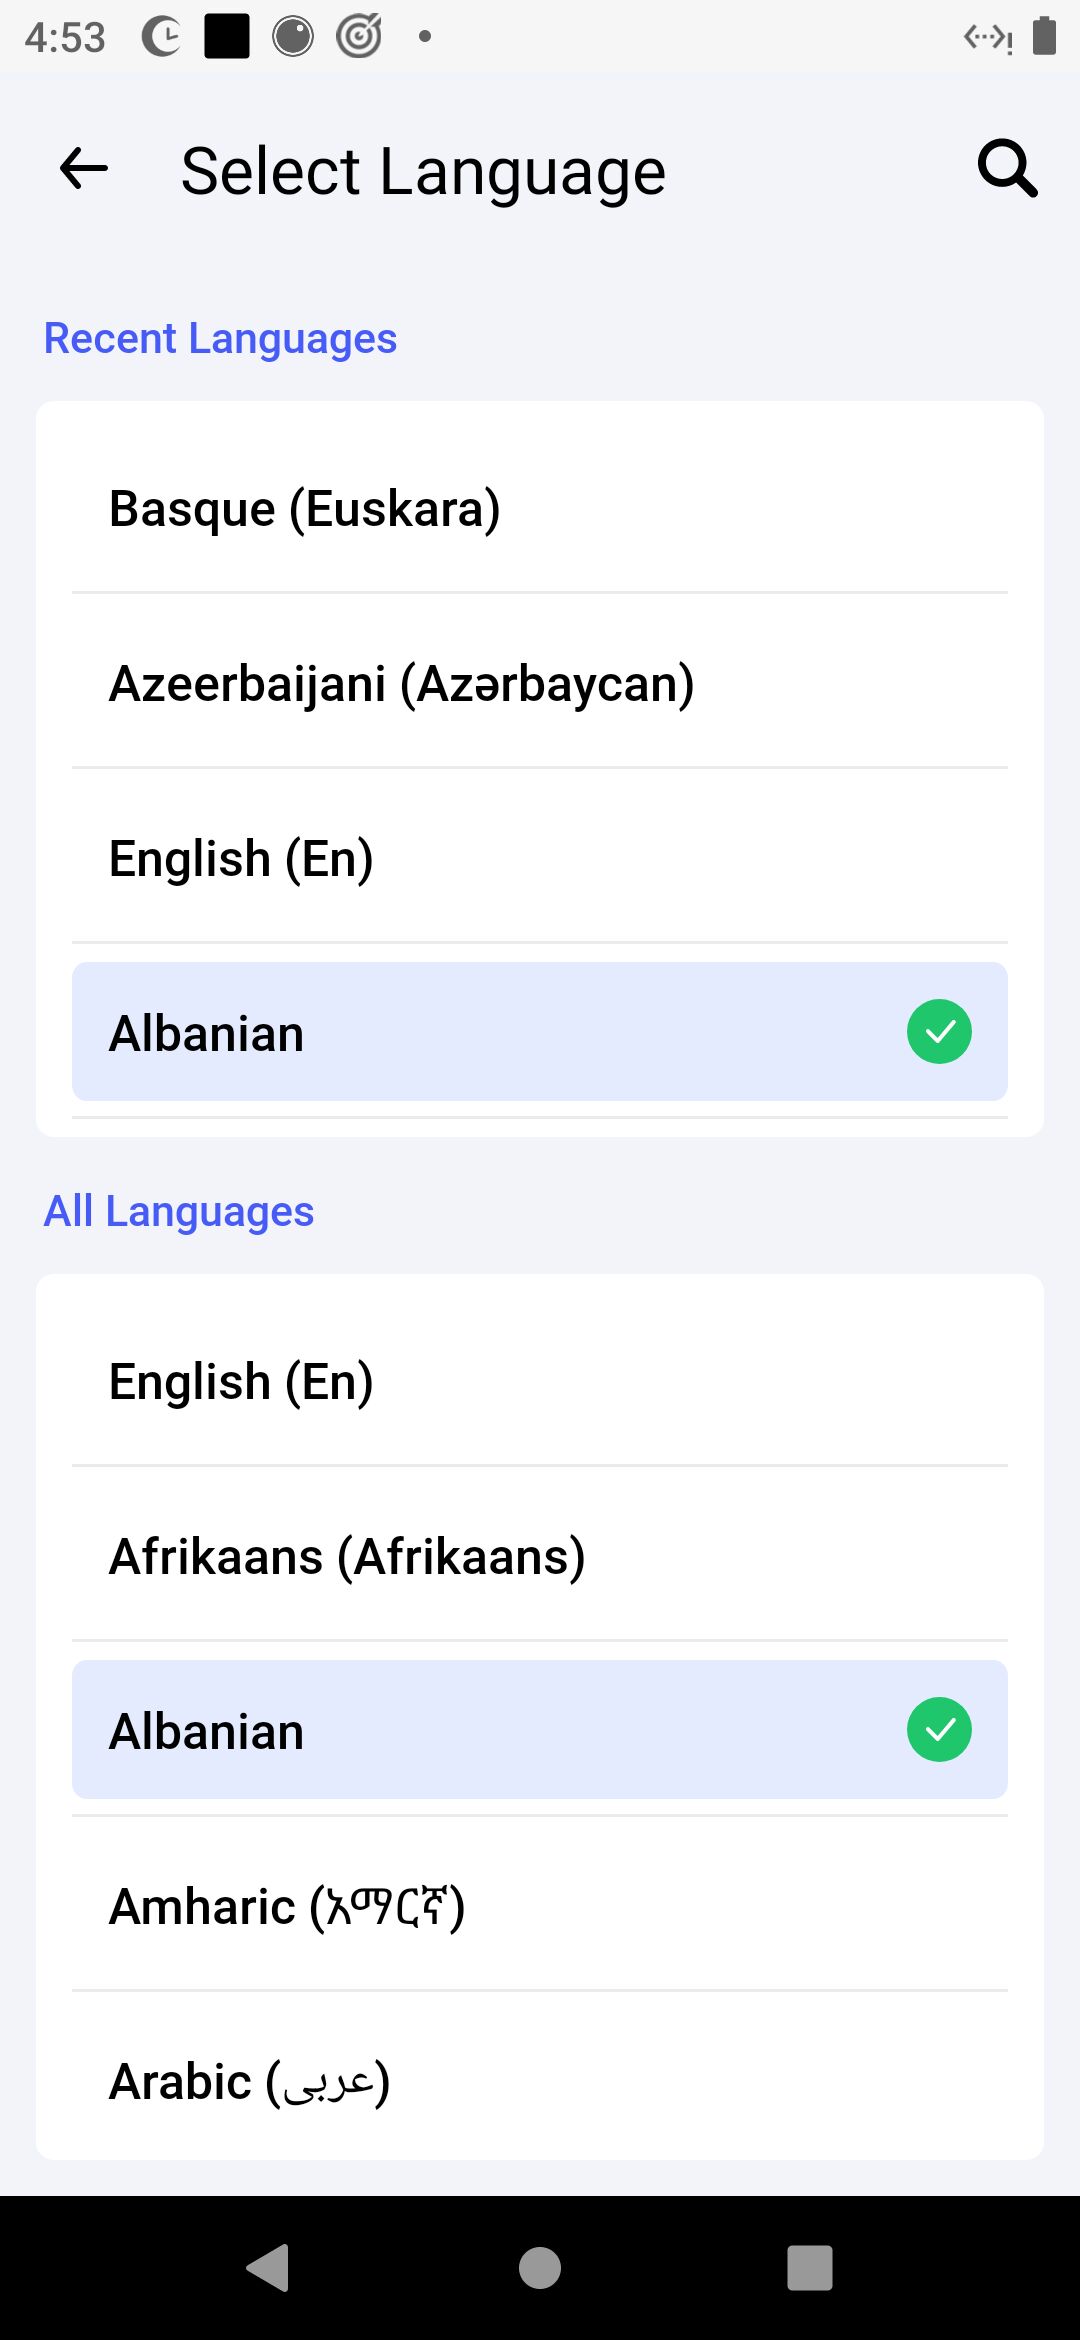 4:53
Select Language
Recent Languages
Basque (Euskara)
Azeerbaijani (Azərbaycan)
English (En)
Albanian
All Languages
English (En)
Afrikaans (Afrikaans)
Albanian
Amharic (አማርኛ)
Arabic (عربى)